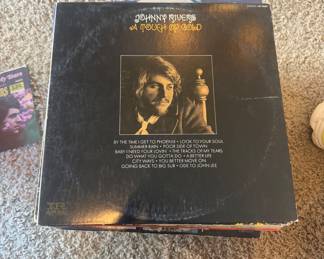 JOHNNY RIVERS
A TOUCH OF GOLD
BY THE TIME I GET TO PHOENIX • LOOK TO YOUR SOUL
SUMMER RAIN • POOR SIDE OF TOWN
BABY I NEED YOUR LOVIN' • THE TRACKS OF MY TEARS
DO WHAT YOU GOTTA DO • A BETTER LIFE
CITY WAYS • YOU BETTER MOVE ON
GOING BACK TO BIG SUR • ODE TO JOHN LEE